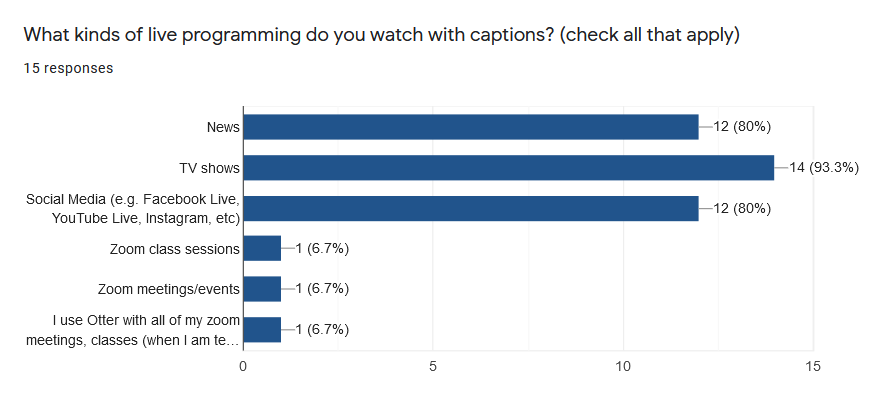 What kinds of live programming do you watch with captions? (check all that apply)
15 responses
News
12 (80%)
TV shows
14 (93.3%)
Social Media (e.g. Facebook Live,
YouTube Live, Instagram, etc)
12 (80%)
Zoom class sessions
1 (6.7%)
Zoom meetings/events
1 (6.7%)
I use Otter with all of my zoom
meetings, classes (when I am te...
1 (6.7%)
0 5 10 15